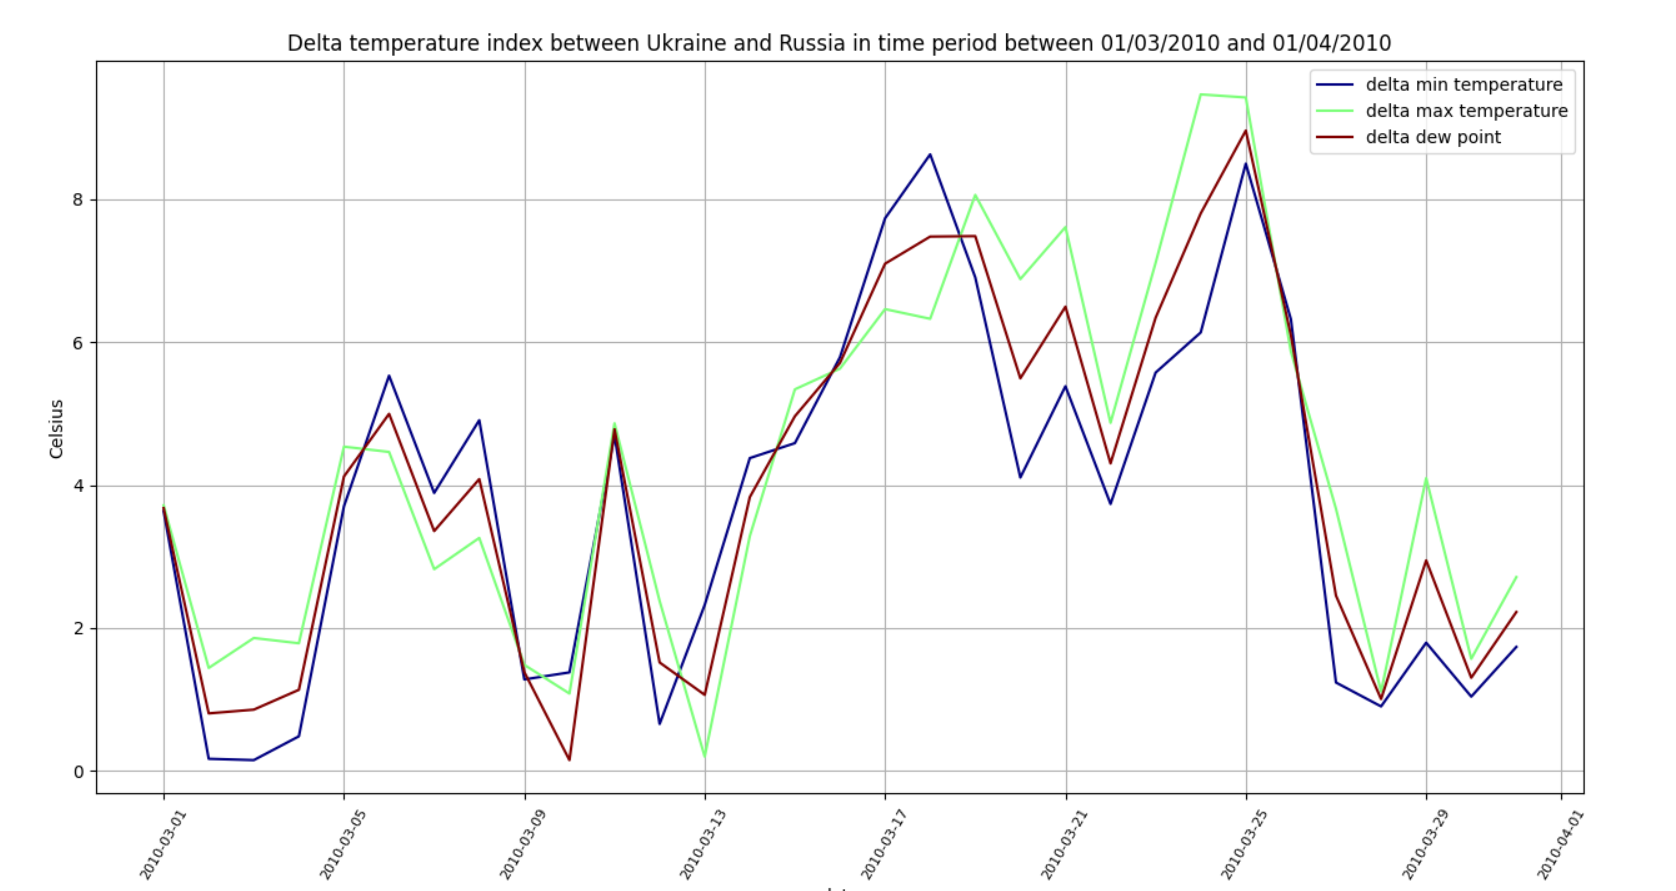 Delta temperature index between Ukraine and Russia in time period between 01/03/2010 and 01/04/2010
delta min temperature
delta max temperature
delta dew point
8
6
4
2
0
Celsius
2010-03-01
2010-03-05
2010-03-09
2010-03-13
2010-03-17
2010-03-21
2010-03-25
2010-03-29
2010-04-01